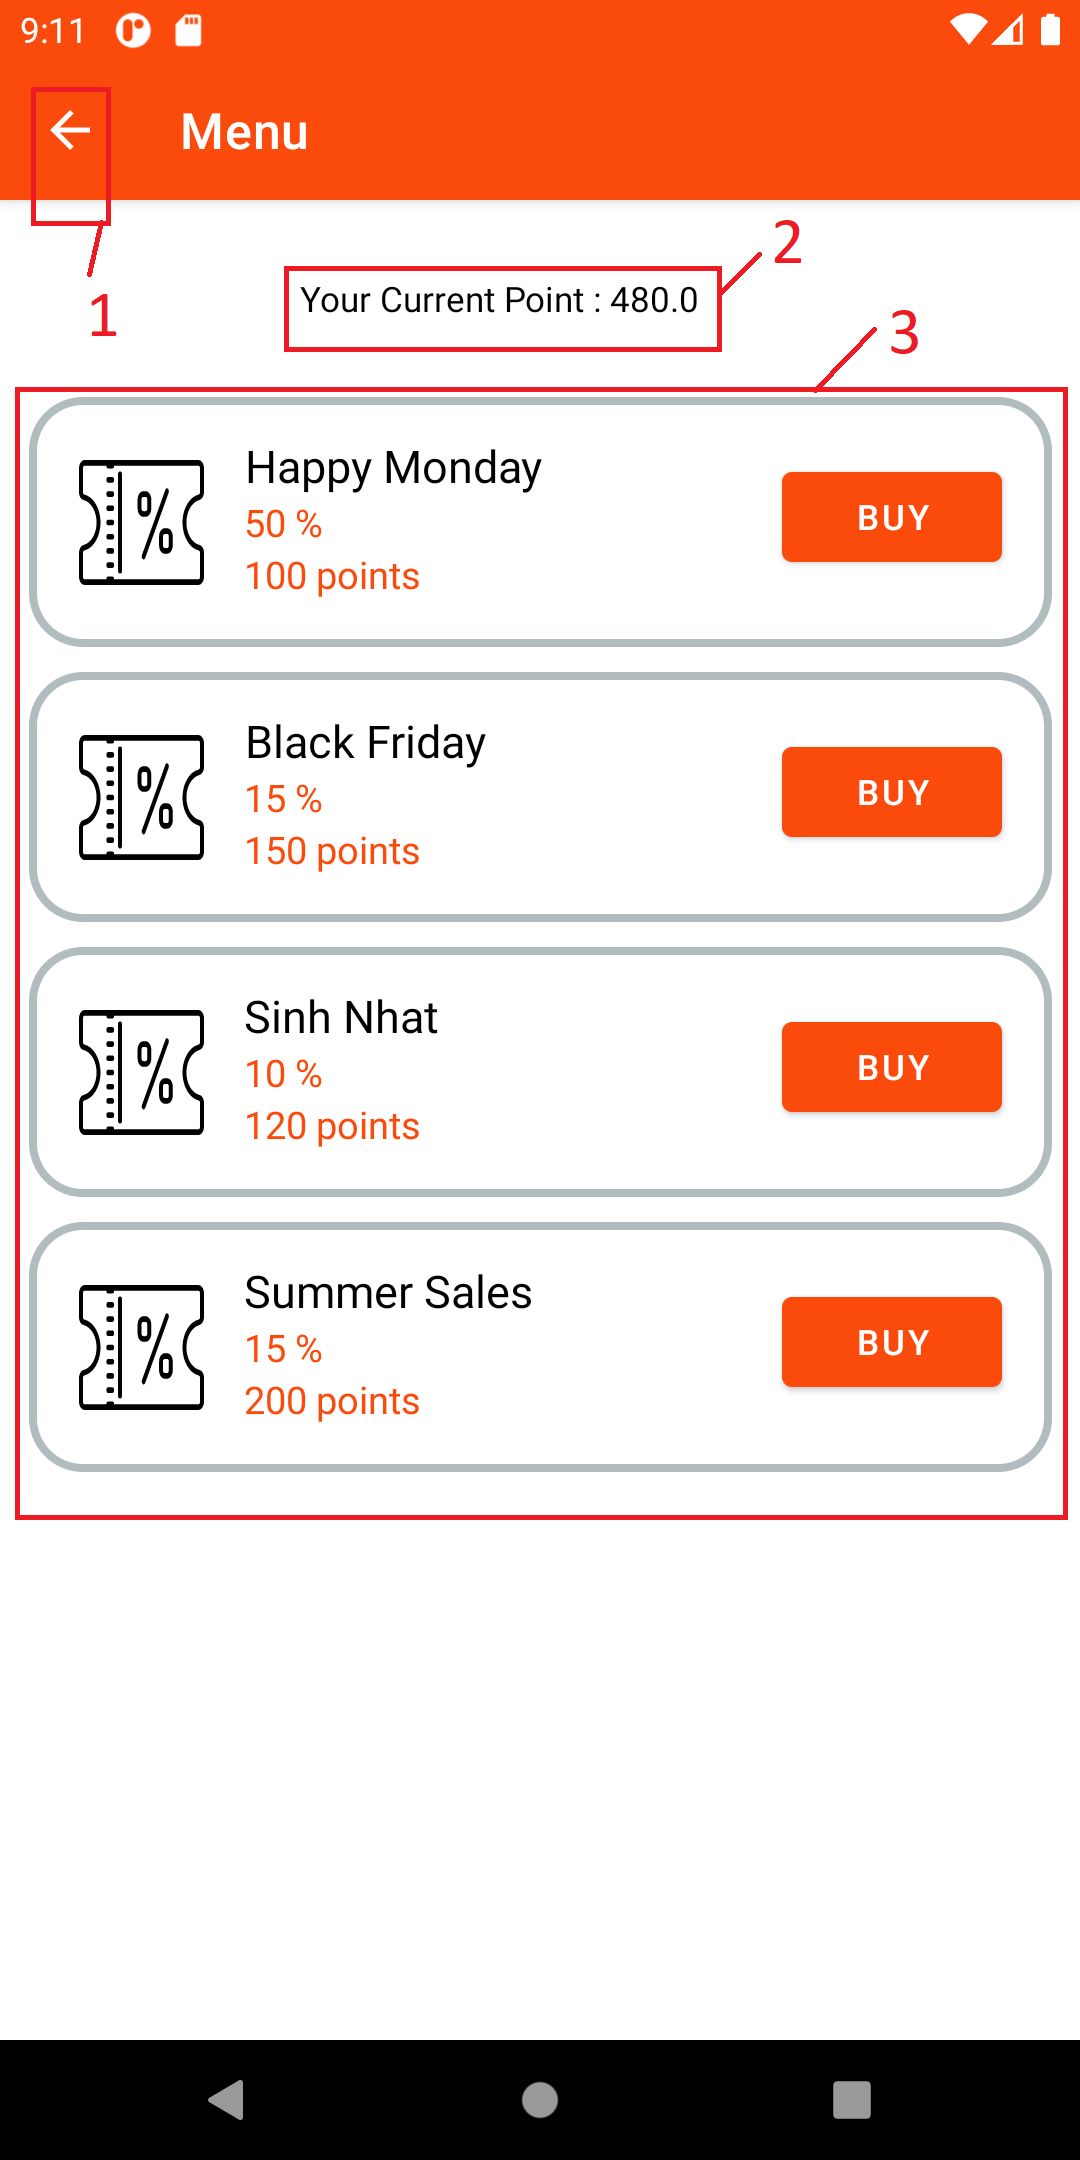 9:11
Menu
1
2
Your Current Point : 480.0
3
Happy Monday
50 %
100 points
BUY
Black Friday
15 %
150 points
BUY
Sinh Nhat
10 %
120 points
BUY
Summer Sales
15 %
200 points
BUY